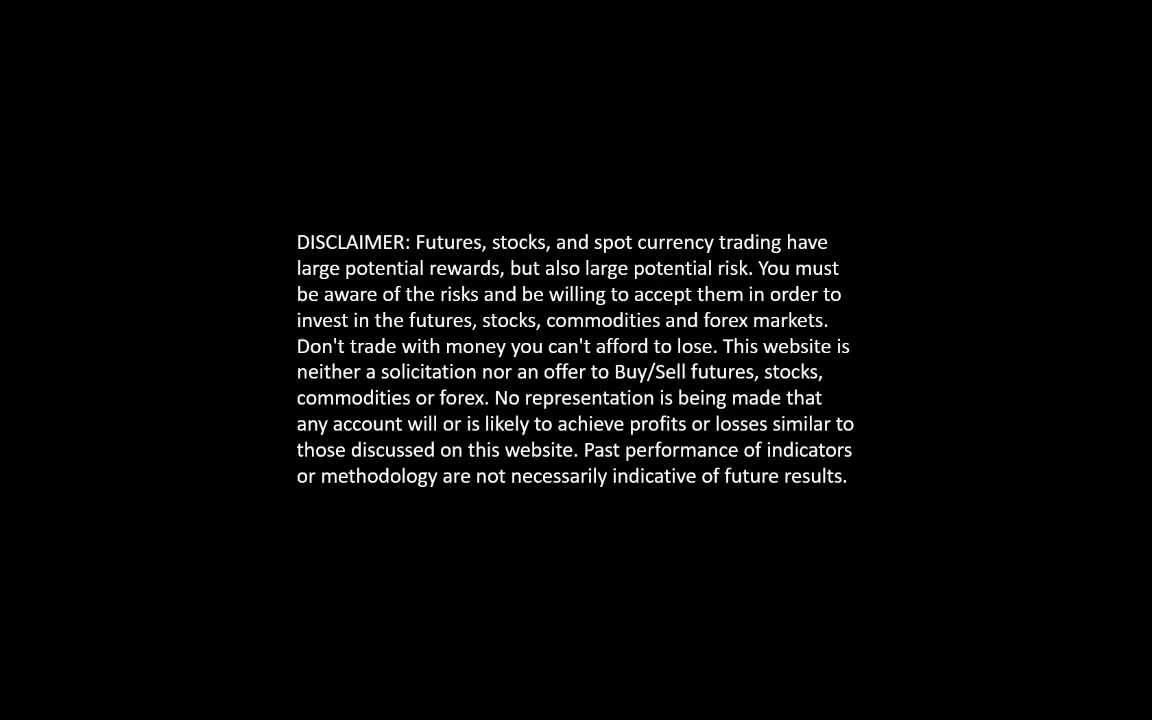 DISCLAIMER: Futures, stocks, and spot currency trading have
large potential rewards, but also large potential risk. You must
be aware of the risks and be willing to accept them in order to
invest in the futures, stocks, commodities and forex markets.
Don't trade with money you can't afford to lose. This website is
neither a solicitation nor an offer to Buy/Sell futures, stocks,
commodities or forex. No representation is being made that
any account will or is likely to achieve profits or losses similar to
those discussed on this website. Past performance of indicators
or methodology are not necessarily indicative of future results.